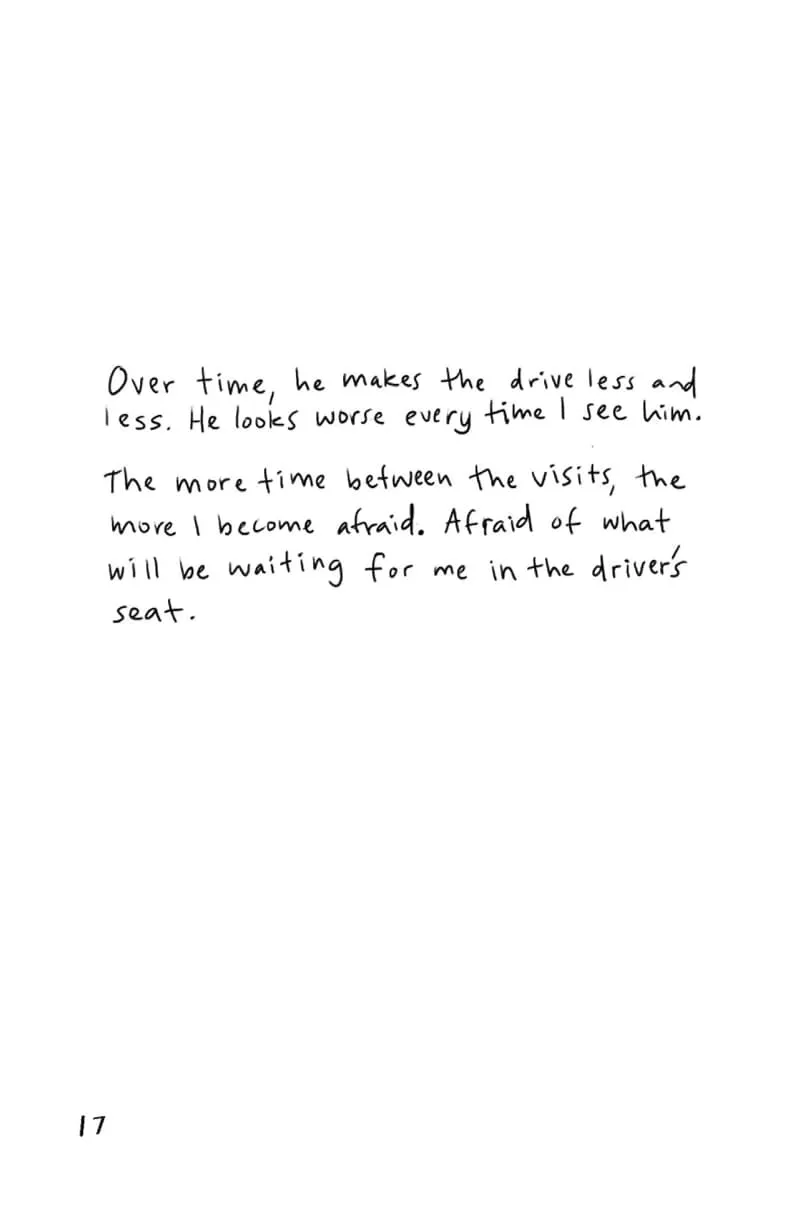 Over time, he makes the drive less and
less. He looks worse every time I see him.
The more time between the visits, the
more I become afraid. Afraid of what
will be waiting for me in the driver's
seat.
17